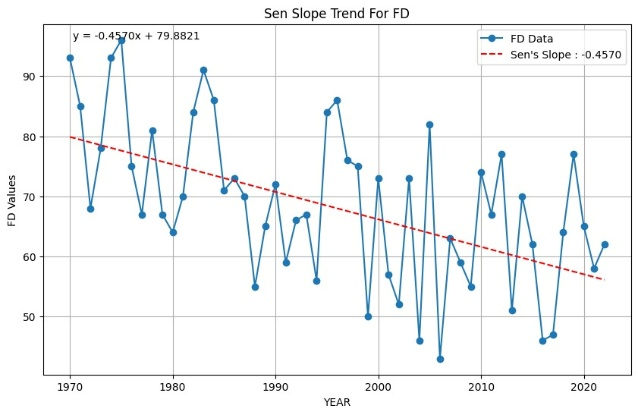 Sen Slope Trend For FD
y = -0.4570x + 79.8821
FD Data
Sen's Slope : -0.4570
FD Values
90
80
70
60
50
1970
1980
1990
2000
2010
2020
YEAR